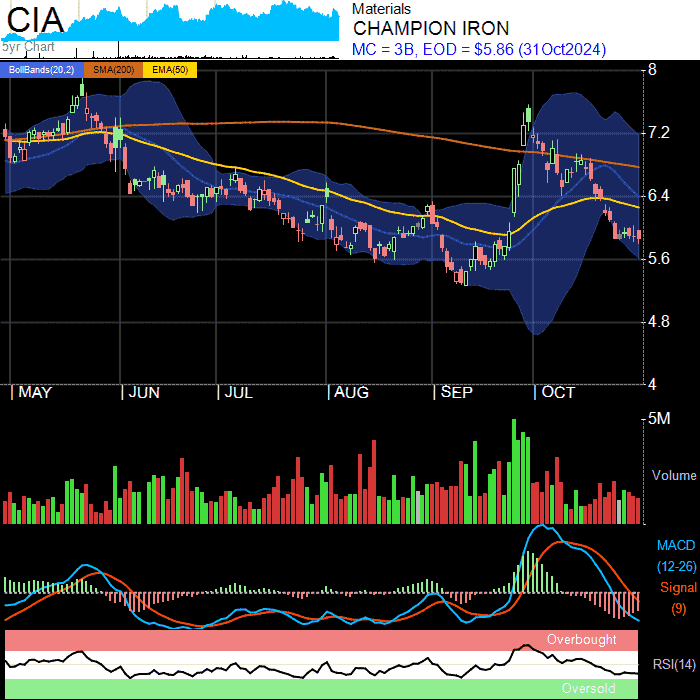 CIA
5yr Chart
Materials
CHAMPION IRON
MC = 3B, EOD = $5.86 (31Oct2024)
BollBands(20,2) SMA(200) EMA(50)
8
7.2
6.4
5.6
4.8
4
MAY JUN JUL AUG SEP OCT
5M
Volume
MACD
(12-26)
Signal
(9)
Overbought
RSI(14)
Oversold